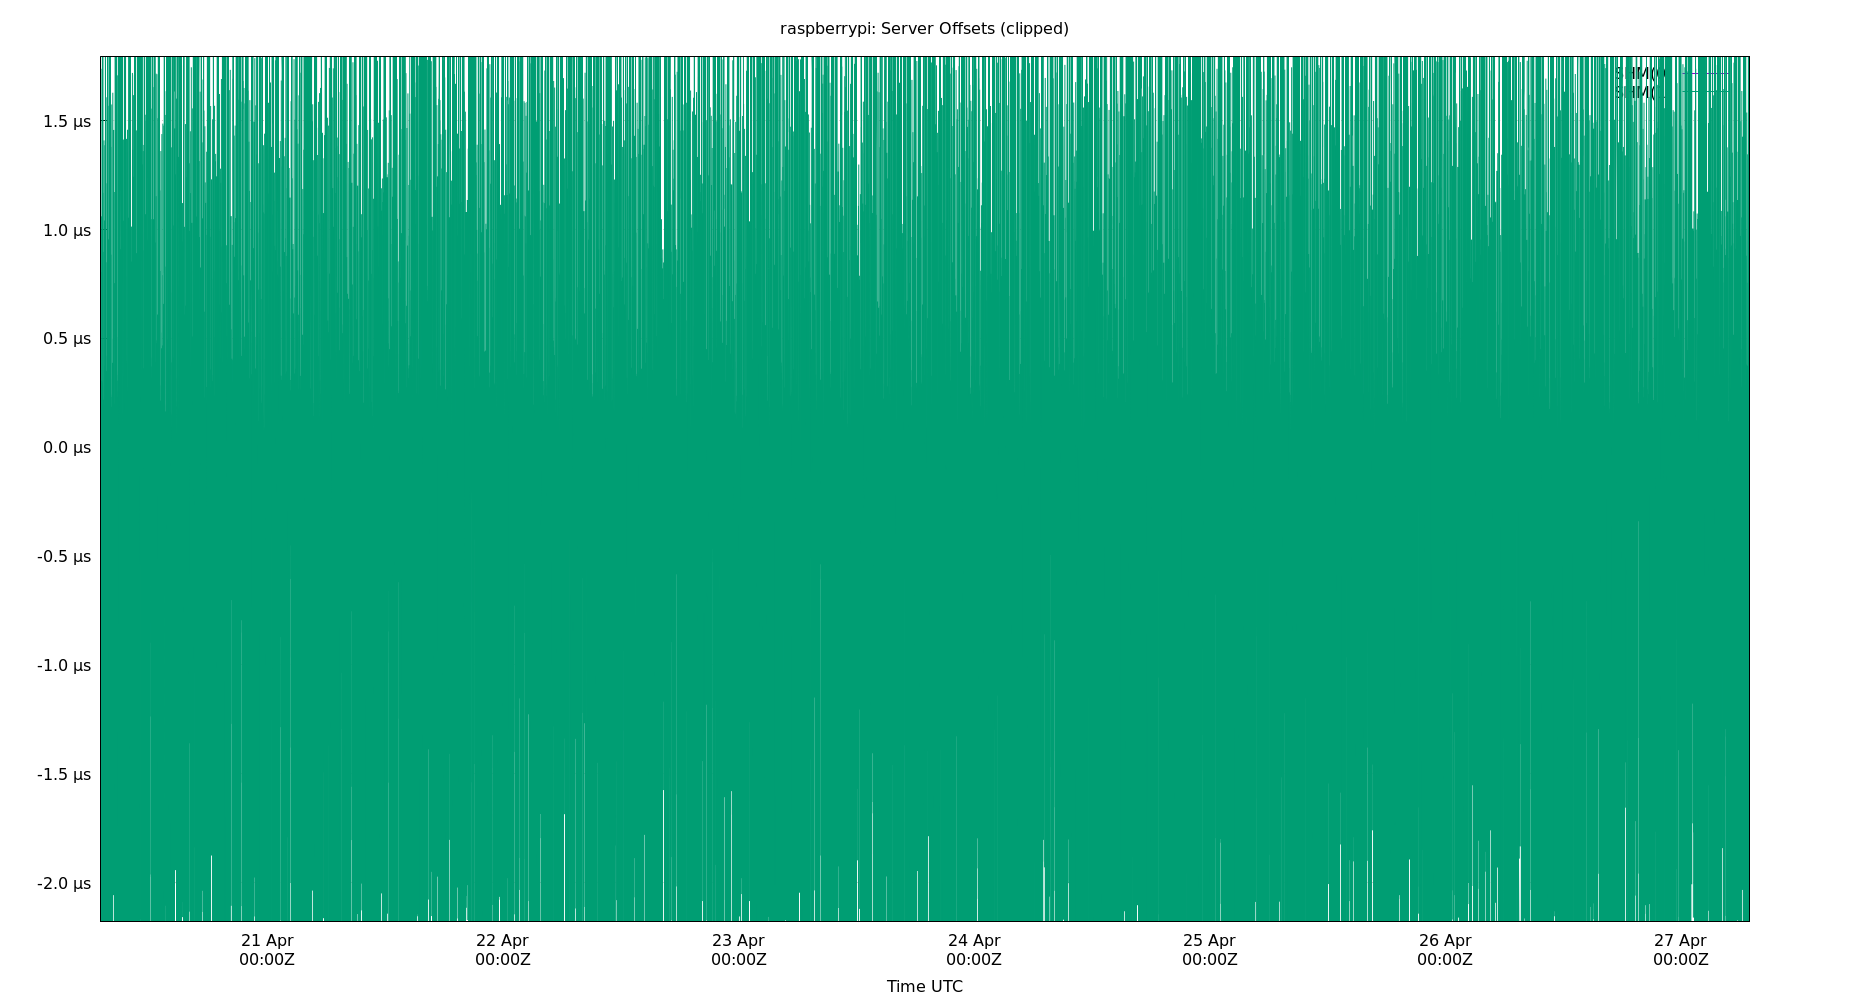 raspberrypi: Server Offsets (clipped)
1.5 µs
1.0 µs
0.5 µs
0.0 µs
-0.5 µs
-1.0 µs
-1.5 µs
-2.0 µs
21 Apr
00:00Z
22 Apr
00:00Z
23 Apr
00:00Z
24 Apr
00:00Z
25 Apr
00:00Z
26 Apr
00:00Z
27 Apr
00:00Z
Time UTC